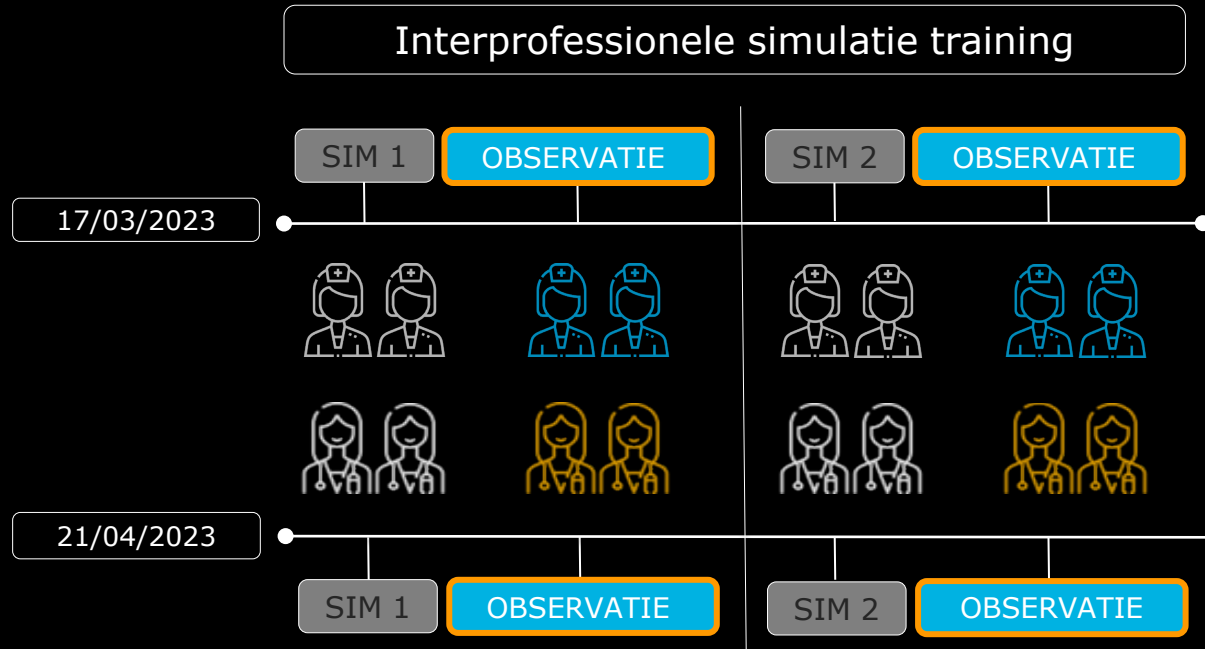 Interprofessionele simulatie training
SIM 1
OBSERVATIE
SIM 2
OBSERVATIE
17/03/2023
21/04/2023
SIM 1
OBSERVATIE
SIM 2
OBSERVATIE